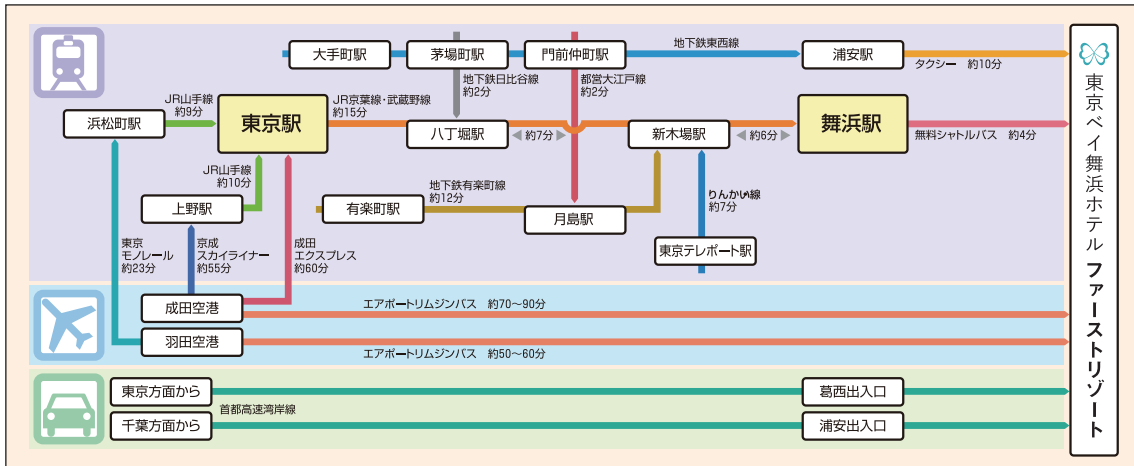 大手町駅
茅場町駅
門前仲町駅
地下鉄東西線
浦安駅
タクシー 約10分
地下鉄日比谷線
約2分
都営大江戸線
約2分
浜松町駅
JR山手線
約9分
東京駅
JR京葉線・武蔵野線
約15分
八丁堀駅
約7分
新木場駅
約6分
舞浜駅
無料シャトルバス 約4分
JR山手線
約10分
上野駅
有楽町駅
地下鉄有楽町線
約12分
月島駅
りんかい線
約7分
東京テレポート駅
東京
モノレール
約23分
京成
スカイライナー
約55分
成田
エクスプレス
約60分
成田空港
エアポートリムジンバス 約70〜90分
羽田空港
エアポートリムジンバス 約50〜60分
東京方面から
葛西出入口
首都高速湾岸線
千葉方面から
浦安出入口
東京ベイ舞浜ホテル ファーストリゾート